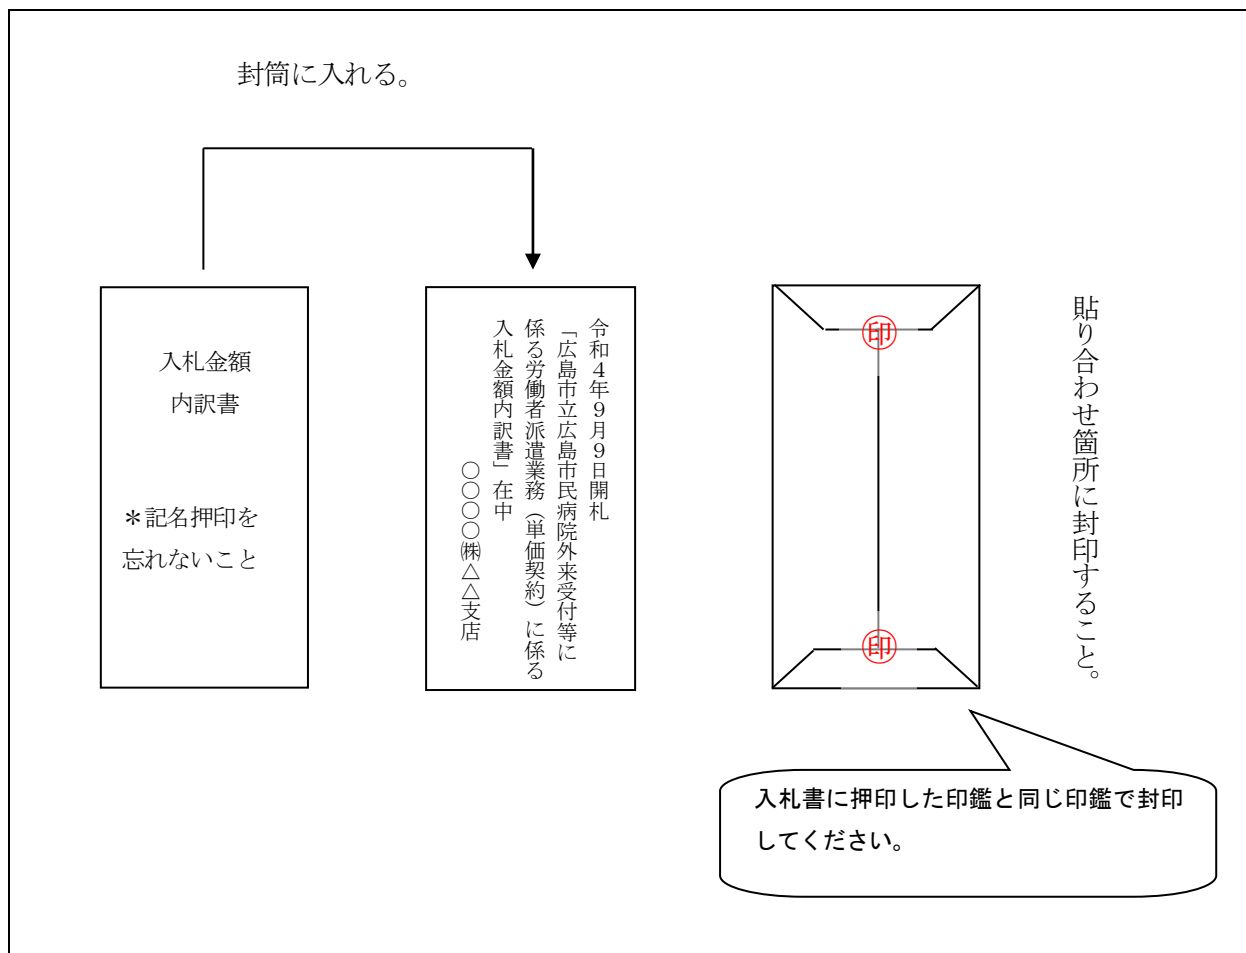 封筒に入れる。
入札金額
内訳書
＊記名押印を
忘れないこと
令和４年９月９日開札
「広島市立広島市民病院外来受付等に
係る労働者派遣業務（単価契約）に係る
入札金額内訳書」在中
〇〇〇〇㈱△△支店
印
印
貼り合わせ箇所に封印すること。
入札書に押印した印鑑と同じ印鑑で封印
してください。